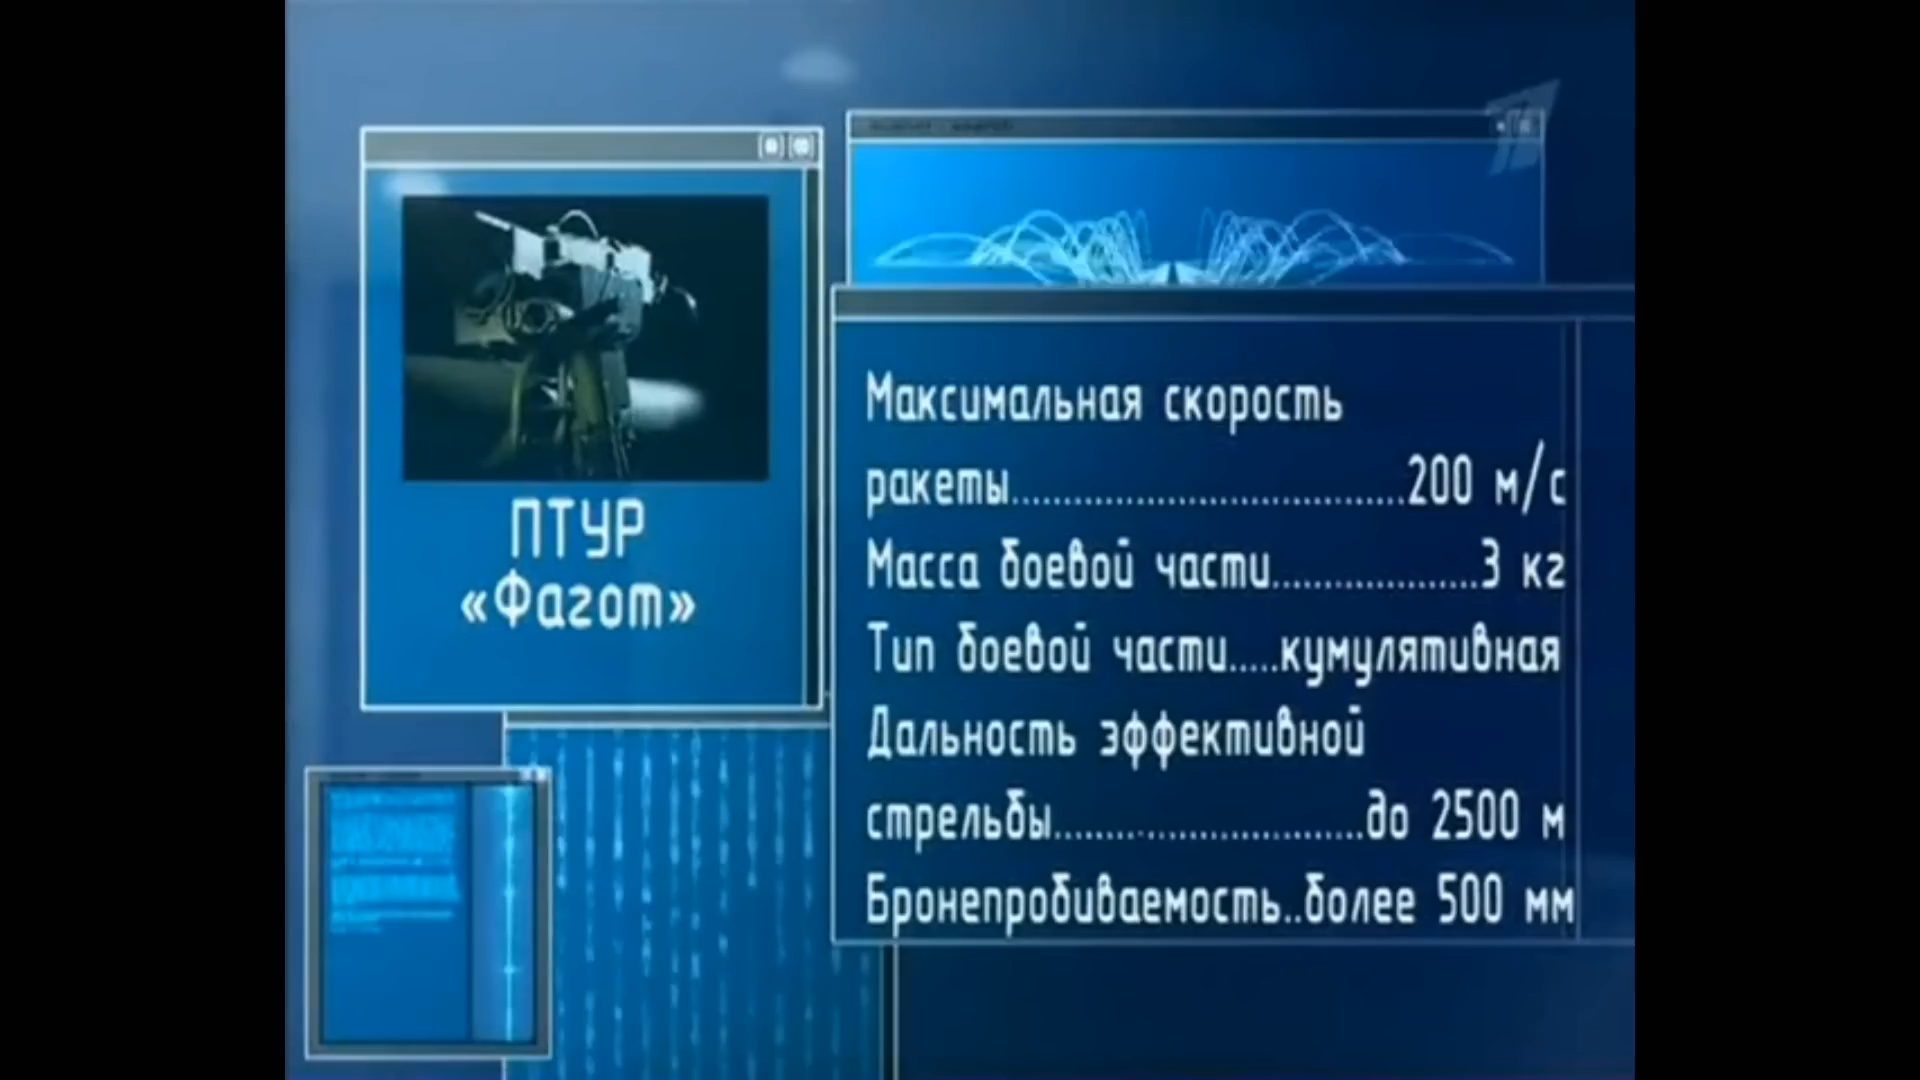 ПТУР
«Фагот»
Максимальная скорость
ракеты.......................................200 м/с
Масса боевой части....................3 кг
Тип боевой части.....кумулятивная
Дальность эффективной
стрельбы...............................до 2500 м
Бронепробиваемость..более 500 мм